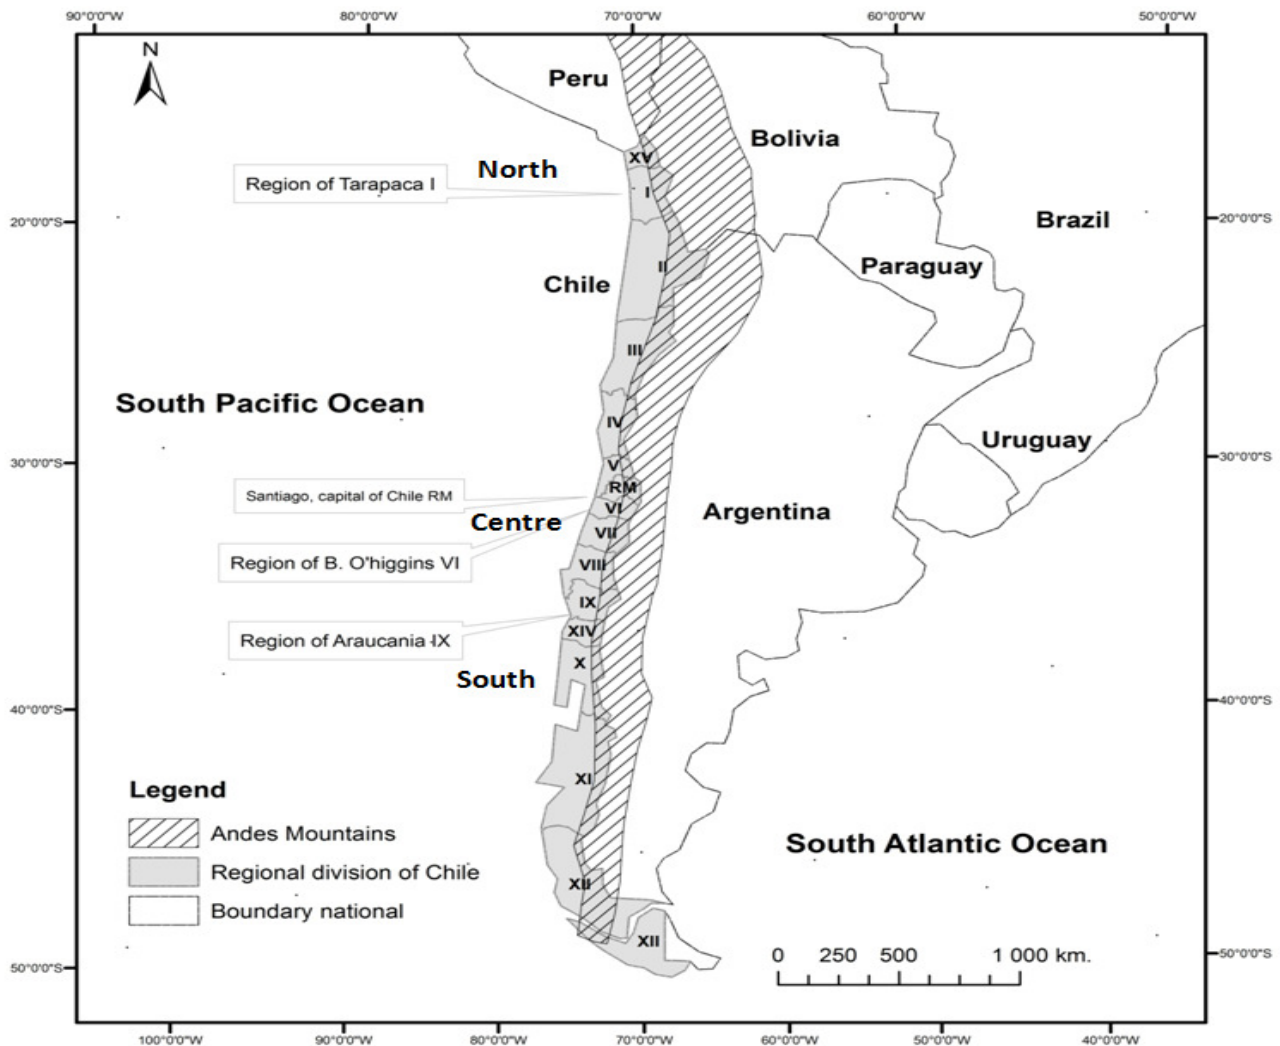 90°0'0"W 80°0'0"W 70°0'0"W 60°0'0"W 50°0'0"W
N
Peru
Bolivia
XV
North
Region of Tarapaca I
I
20°0'0"S
Brazil
20°0'0"S
Paraguay
II
Chile
III
South Pacific Ocean
IV
Uruguay
30°0'0"S
V
30°0'0"S
RM
Santiago, capital of Chile RM
VI
Argentina
Centre
VII
Region of B. O'higgins VI
VIII
IX
XIV
Region of Araucania IX
X
South
40°0'0"S
40°0'0"S
XI
Legend
Andes Mountains
South Atlantic Ocean
Regional division of Chile
XII
Boundary national
XII
0 250 500 1 000 km.
50°0'0"S
50°0'0"S
100°0'0"W 90°0'0"W 80°0'0"W 70°0'0"W 60°0'0"W 50°0'0"W 40°0'0"W